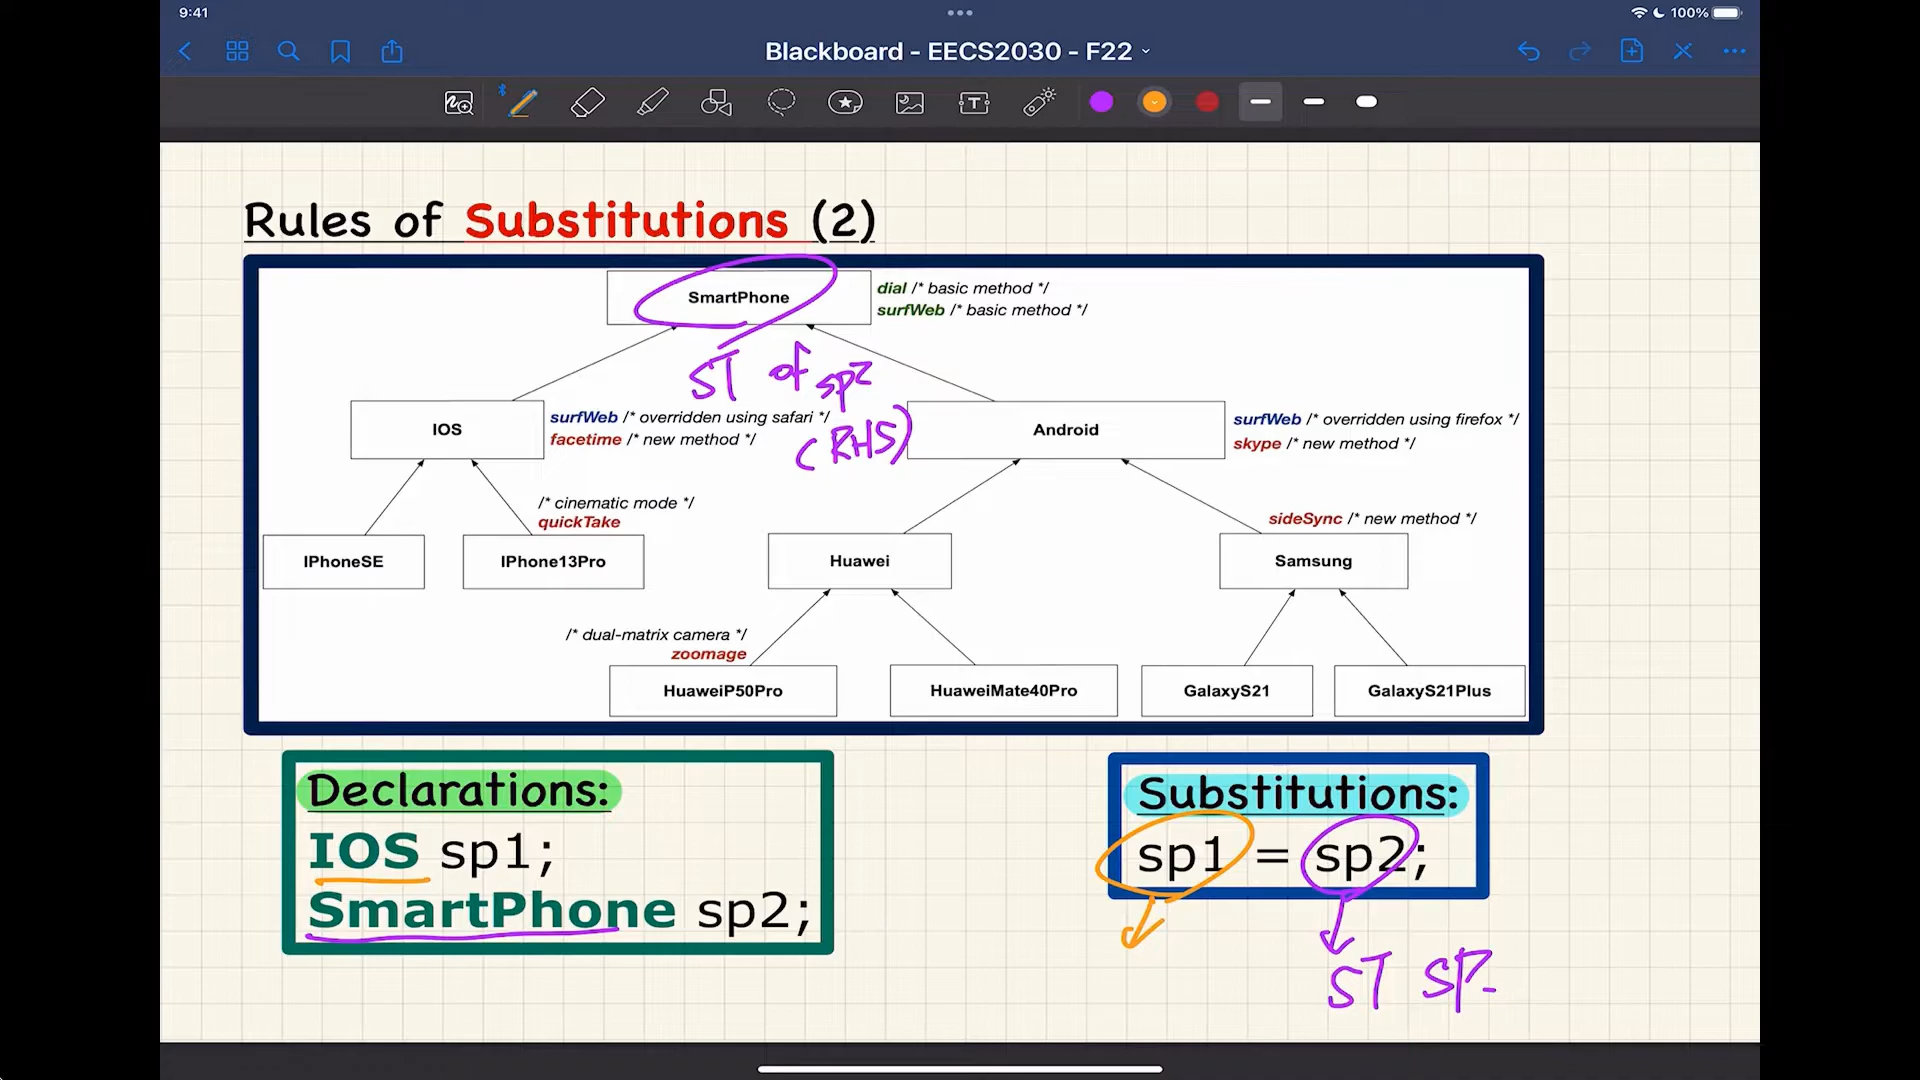 9:41
100%
Blackboard - EECS2030 - F22
T
Rules of Substitutions (2)
SmartPhone
dial /* basic method */
surfWeb /* basic method */
ST of sp2
(RHS)
IOS
surfWeb /* overridden using safari */
facetime /* new method */
Android
surfWeb /* overridden using firefox */
skype /* new method */
/* cinematic mode */
quickTake
sideSync /* new method */
IPhoneSE
IPhone13Pro
Huawei
Samsung
/* dual-matrix camera */
zoomage
HuaweiP50Pro
HuaweiMate40Pro
GalaxyS21
GalaxyS21Plus
Declarations:
IOS sp1;
SmartPhone sp2;
Substitutions:
sp1 = sp2;
ST SP.